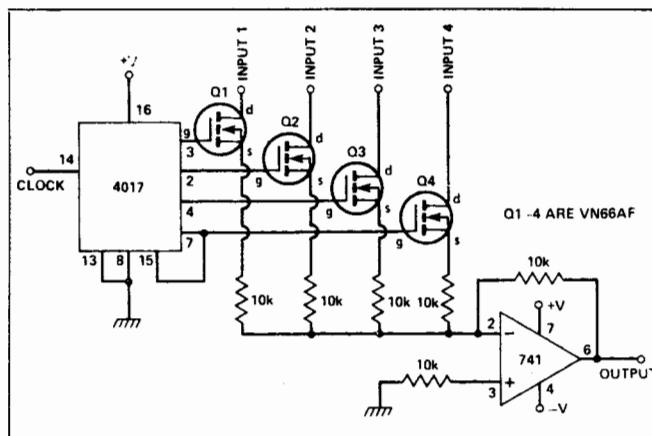 +V
INPUT 1
INPUT 2
INPUT 3
INPUT 4
Q1
16
g
d
3
s
Q2
d
14
CLOCK
4017
2
g
s
Q3
d
4
g
s
Q4
d
7
g
s
Q1 -4 ARE VN66AF
13
8
15
10k
10k
10k
10k
10k
+V
2
−
7
741
6
OUTPUT
10k
3
+
4
−V